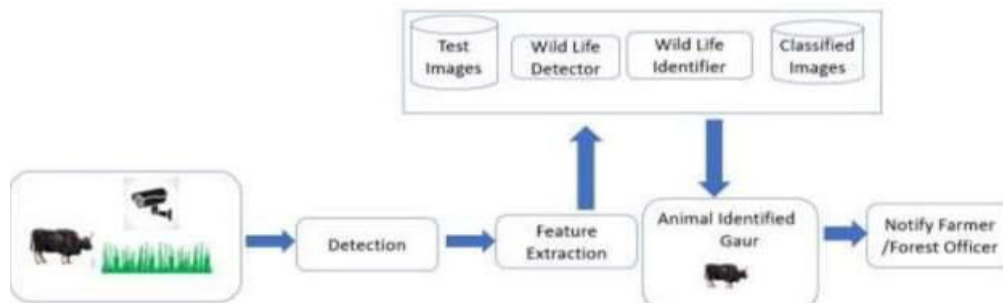 Test
Images
Wild Life
Detector
Wild Life
Identifier
Classified
Images
Detection
Feature
Extraction
Animal Identified
Gaur
Notify Farmer
/Forest Officer